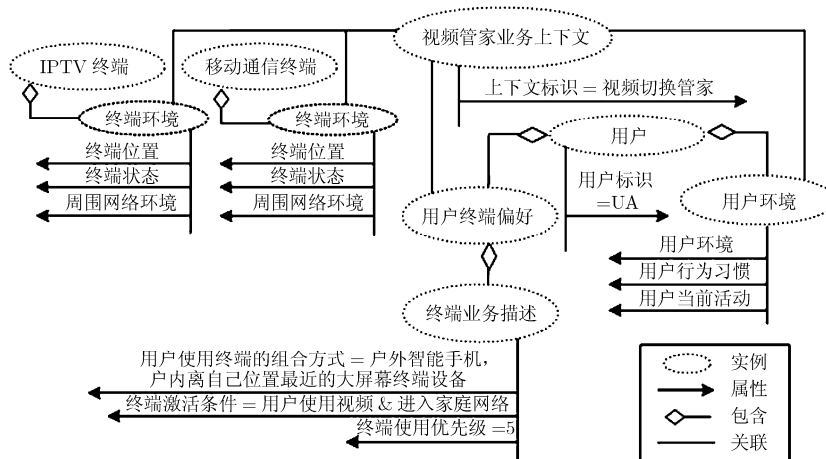 视频管家业务上下文
IPTV 终端
移动通信终端
上下文标识 = 视频切换管家
终端环境
终端环境
用户
终端位置
终端状态
周围网络环境
终端位置
终端状态
周围网络环境
用户标识
=UA
用户终端偏好
用户环境
用户环境
用户行为习惯
用户当前活动
终端业务描述
用户使用终端的组合方式 = 户外智能手机，
户内离自己位置最近的大屏幕终端设备
终端激活条件 = 用户使用视频 & 进入家庭网络
终端使用优先级 =5
实例
属性
包含
关联